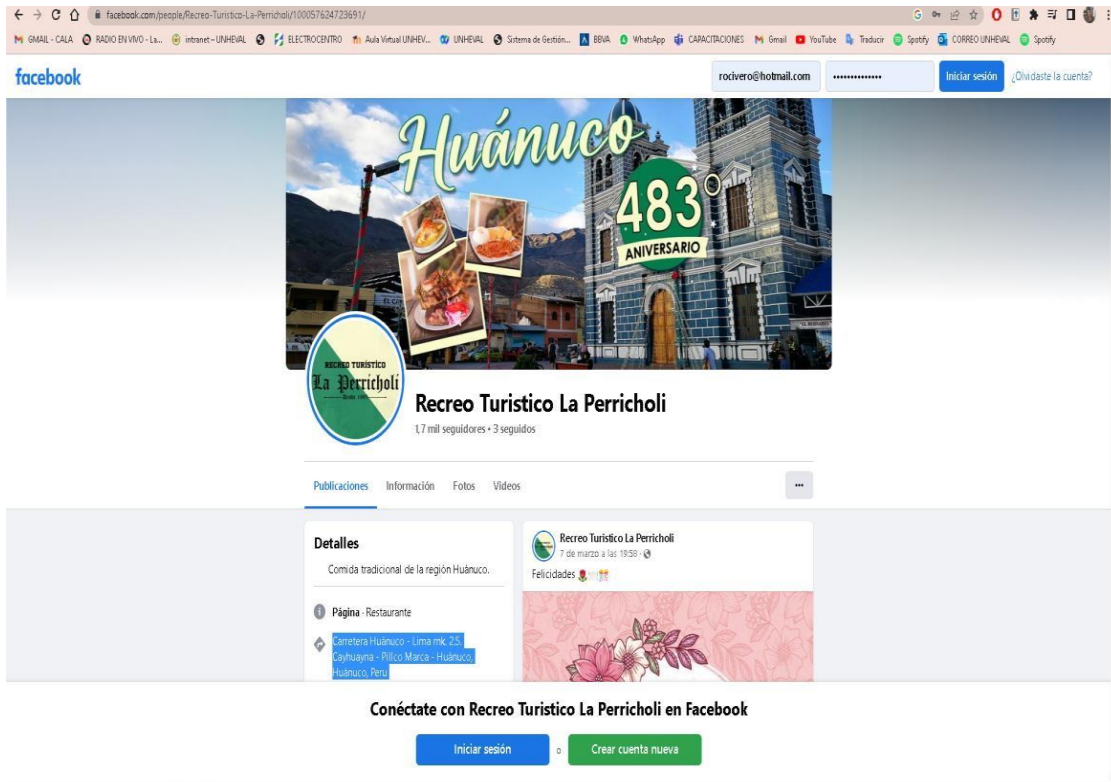 facebook.com/people/Recreo-Turistico-La-Perricholi/100057624723691/
GMAIL - CALA
RADIO EN VIVO - La...
intranet – UNHEVAL
ELECTROCENTRO
Aula Virtual UNHEV...
UNHEVAL
Sistema de Gestión...
BBVA
WhatsApp
CAPACITACIONES
Gmail
YouTube
Traducir
Spotify
CORREO UNHEVAL
Spotify
facebook
rocivero@hotmail.com
••••••••••••••
Iniciar sesión
¿Olvidaste la cuenta?
Huánuco
483°
ANIVERSARIO
RECREO TURÍSTICO
La Perricholi
Recreo Turistico La Perricholi
1,7 mil seguidores • 3 seguidos
Publicaciones
Información
Fotos
Videos
Detalles
Comida tradicional de la región Huánuco.
Página · Restaurante
Carretera Huánuco - Lima mk. 2.5.
Cayhuayna - Pillco Marca - Huánuco,
Huánuco, Peru
Recreo Turistico La Perricholi
7 de marzo a las 19:58 ·
Felicidades
Conéctate con Recreo Turistico La Perricholi en Facebook
Iniciar sesión
o
Crear cuenta nueva